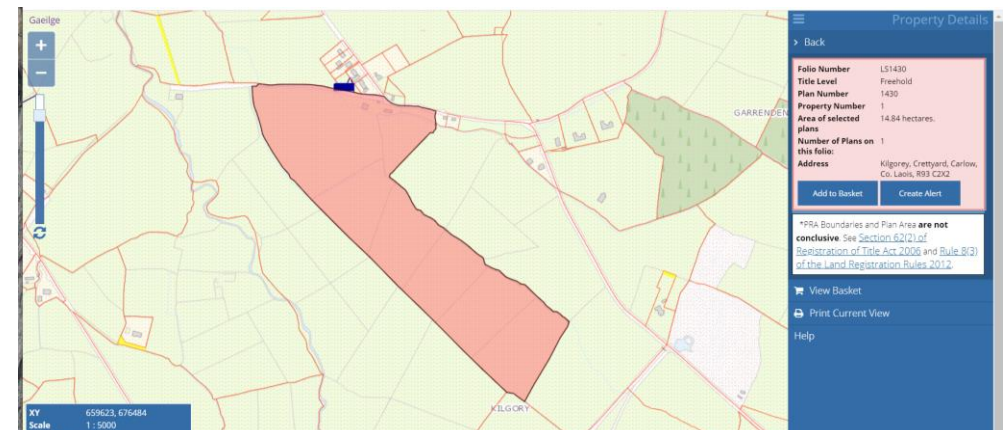 Gaeilge
+
−
GARRENDEN
KILGORY
XY 659623, 676484
Scale 1 : 5000
Property Details
> Back
Folio Number LS1430
Title Level Freehold
Plan Number 1430
Property Number 1
Area of selected 14.84 hectares.
plans
Number of Plans on 1
this folio:
Address Kilgorey, Crettyard, Carlow,
Co. Laois, R93 C2X2
Add to Basket Create Alert
*PRA Boundaries and Plan Area are not
conclusive. See Section 62(2) of
Registration of Title Act 2006 and Rule 8(3)
of the Land Registration Rules 2012.
View Basket
Print Current View
Help